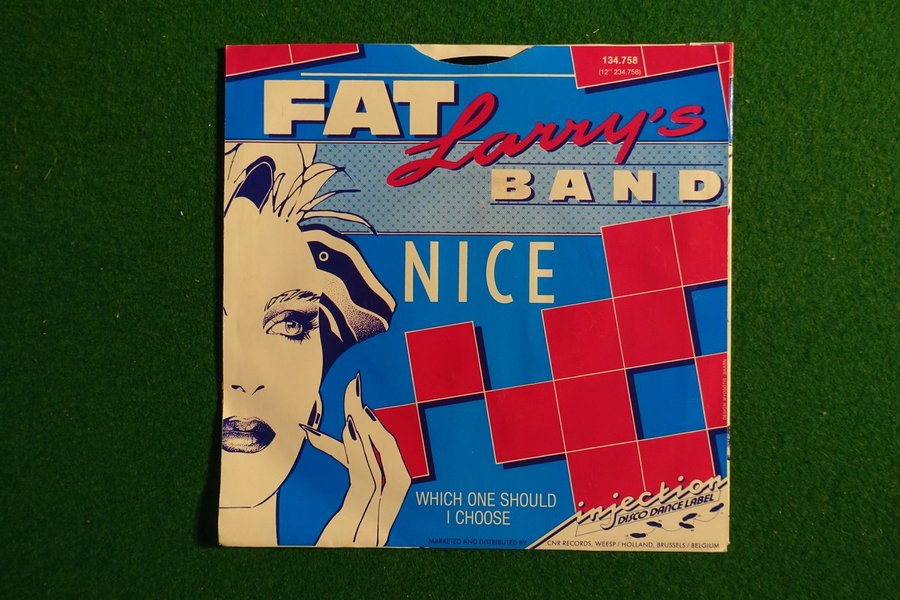 134.758
(12" 234.758)
FAT
Larry's
BAND
NICE
WHICH ONE SHOULD
I CHOOSE
injection
DISCO DANCE LABEL
MARKETED AND DISTRIBUTED BY
CNR RECORDS, WEESP / HOLLAND, BRUSSELS / BELGIUM